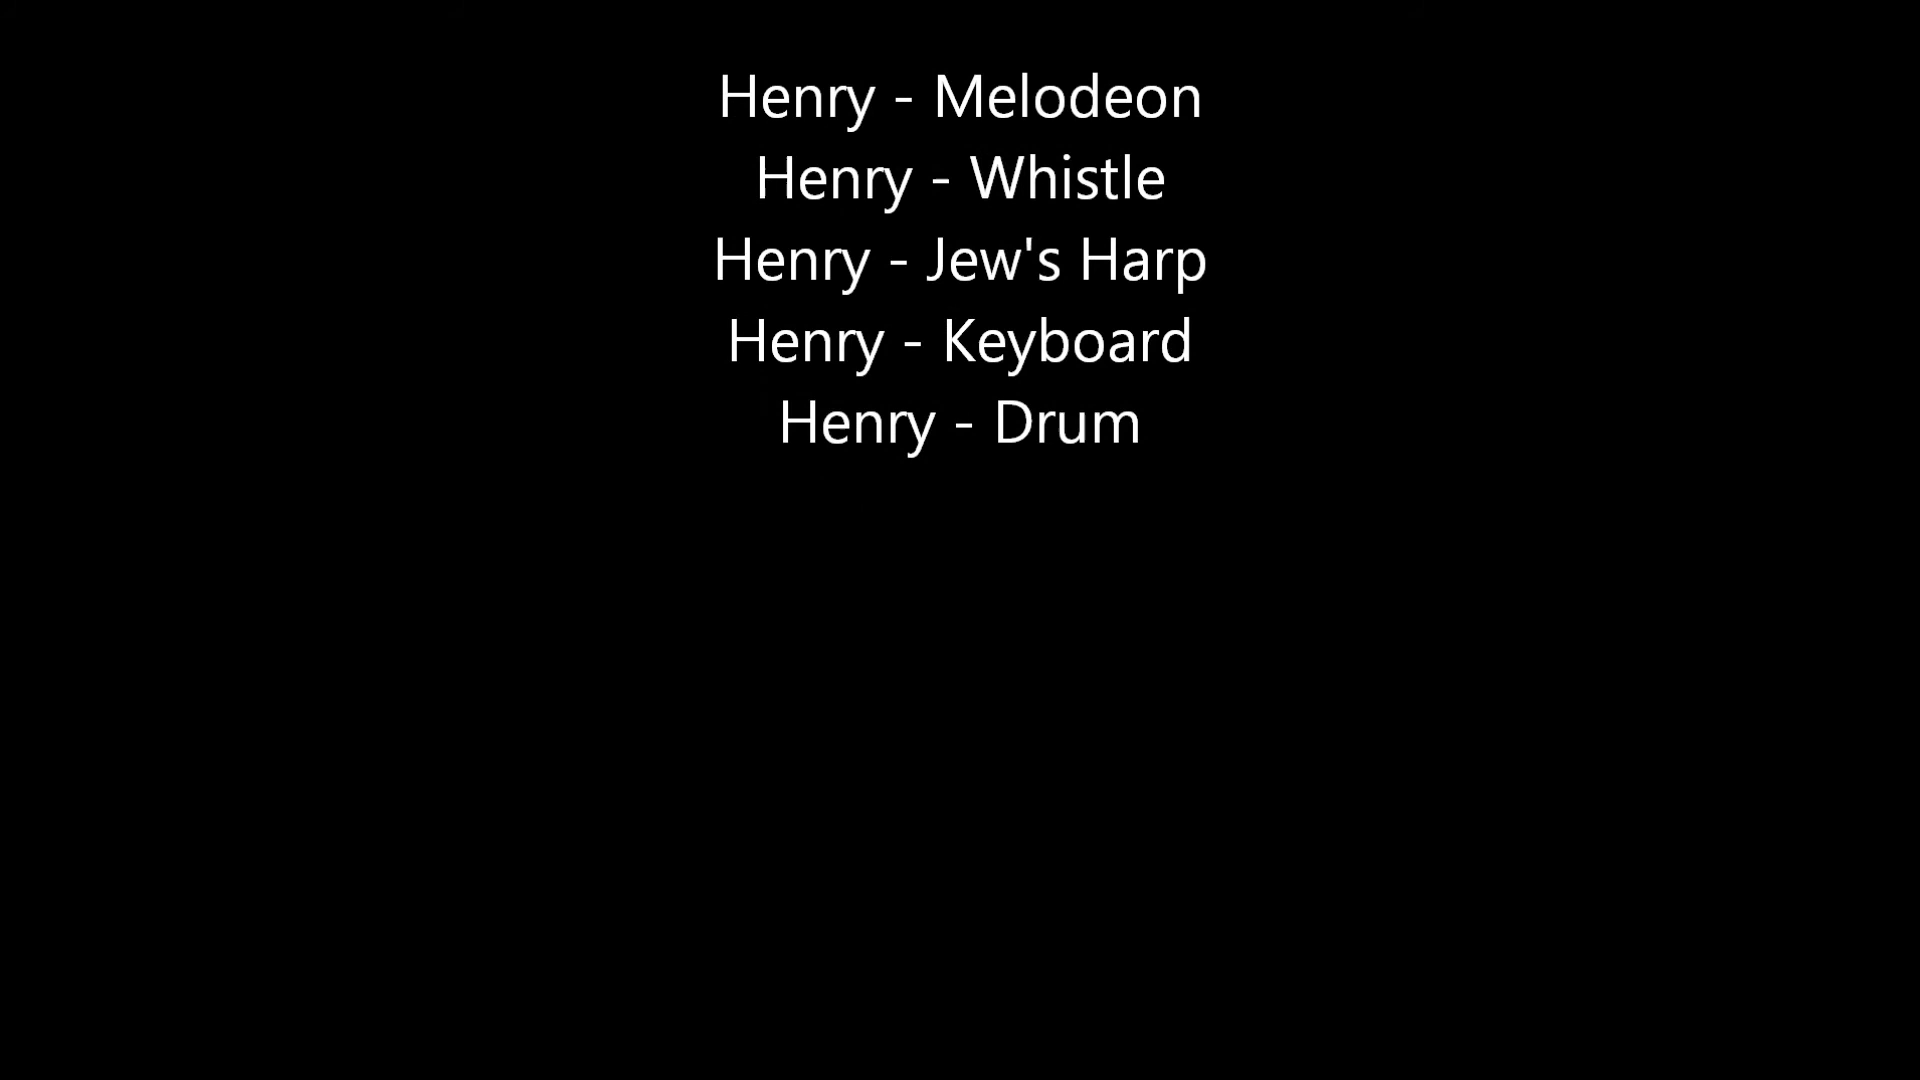 Henry - Melodeon
Henry - Whistle
Henry - Jew's Harp
Henry - Keyboard
Henry - Drum